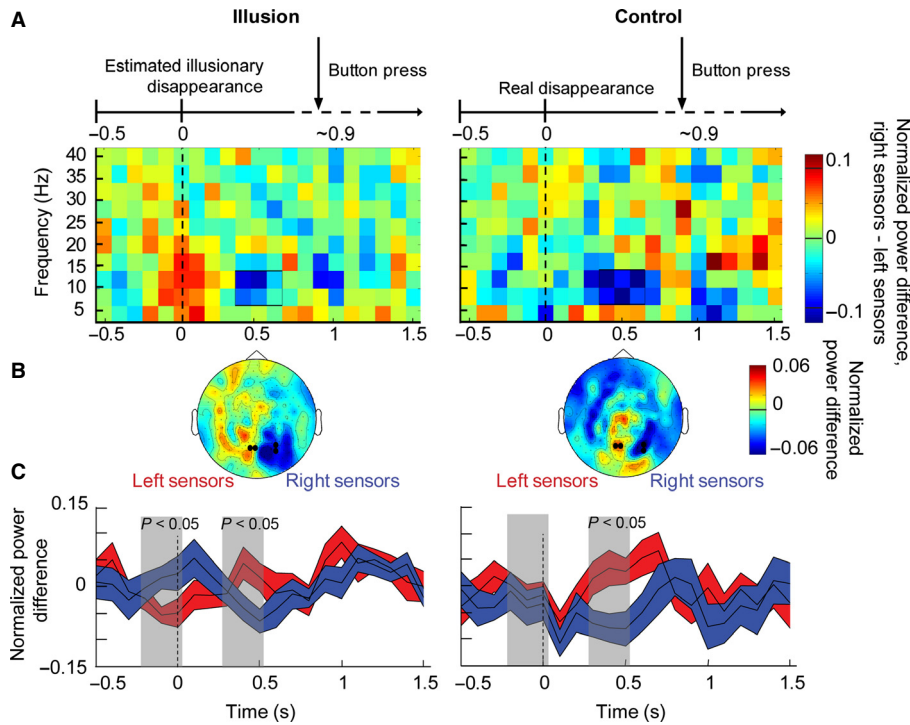 A
Illusion
Control
Estimated illusionary
disappearance
Button press
Real disappearance
Button press
−0.5
0
~0.9
−0.5
0
~0.9
Frequency (Hz)
40
35
30
25
20
15
10
5
−0.5
0
0.5
1
1.5
−0.5
0
0.5
1
1.5
0.1
0
−0.1
Normalized power difference,
right sensors - left sensors
B
0.06
0
−0.06
Normalized
power difference
Left sensors
Right sensors
Left sensors
Right sensors
C
Normalized power
difference
0.15
0
−0.15
P < 0.05
P < 0.05
P < 0.05
−0.5
0
0.5
1
1.5
Time (s)
−0.5
0
0.5
1
1.5
Time (s)